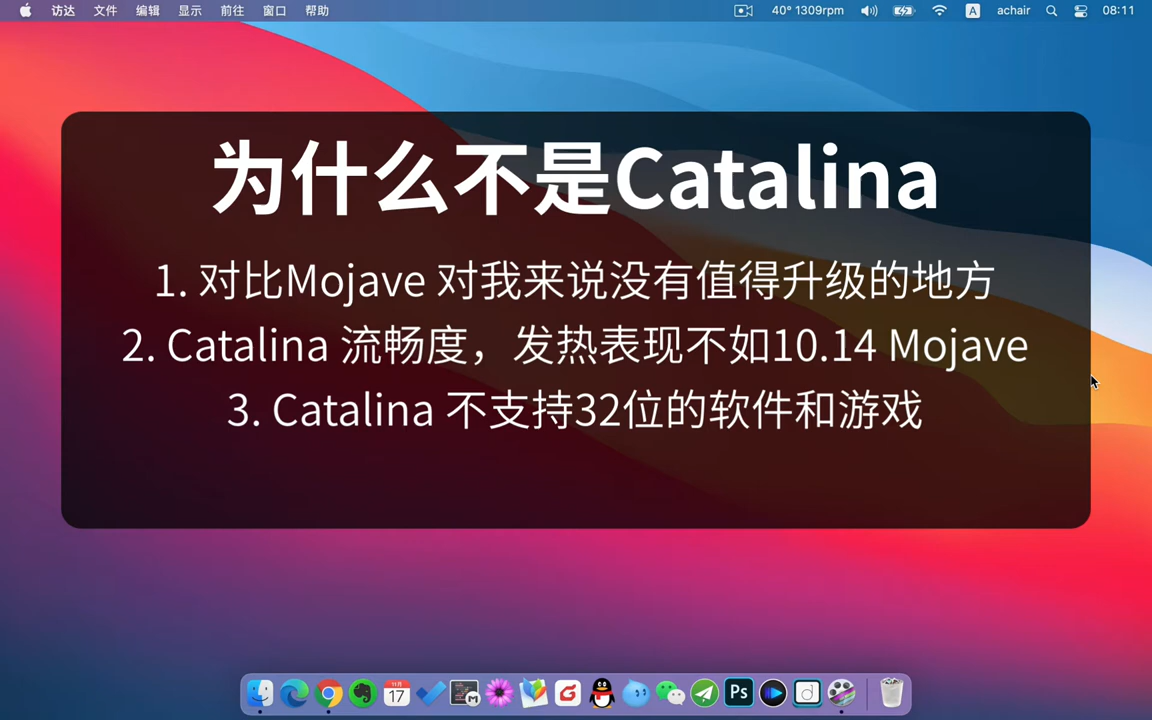 访达 文件 编辑 显示 前往 窗口 帮助 40° 1309rpm A achair 08:11
为什么不是Catalina
1. 对比Mojave 对我来说没有值得升级的地方
2. Catalina 流畅度，发热表现不如10.14 Mojave
3. Catalina 不支持32位的软件和游戏
11月
17
M
G
Ps
d